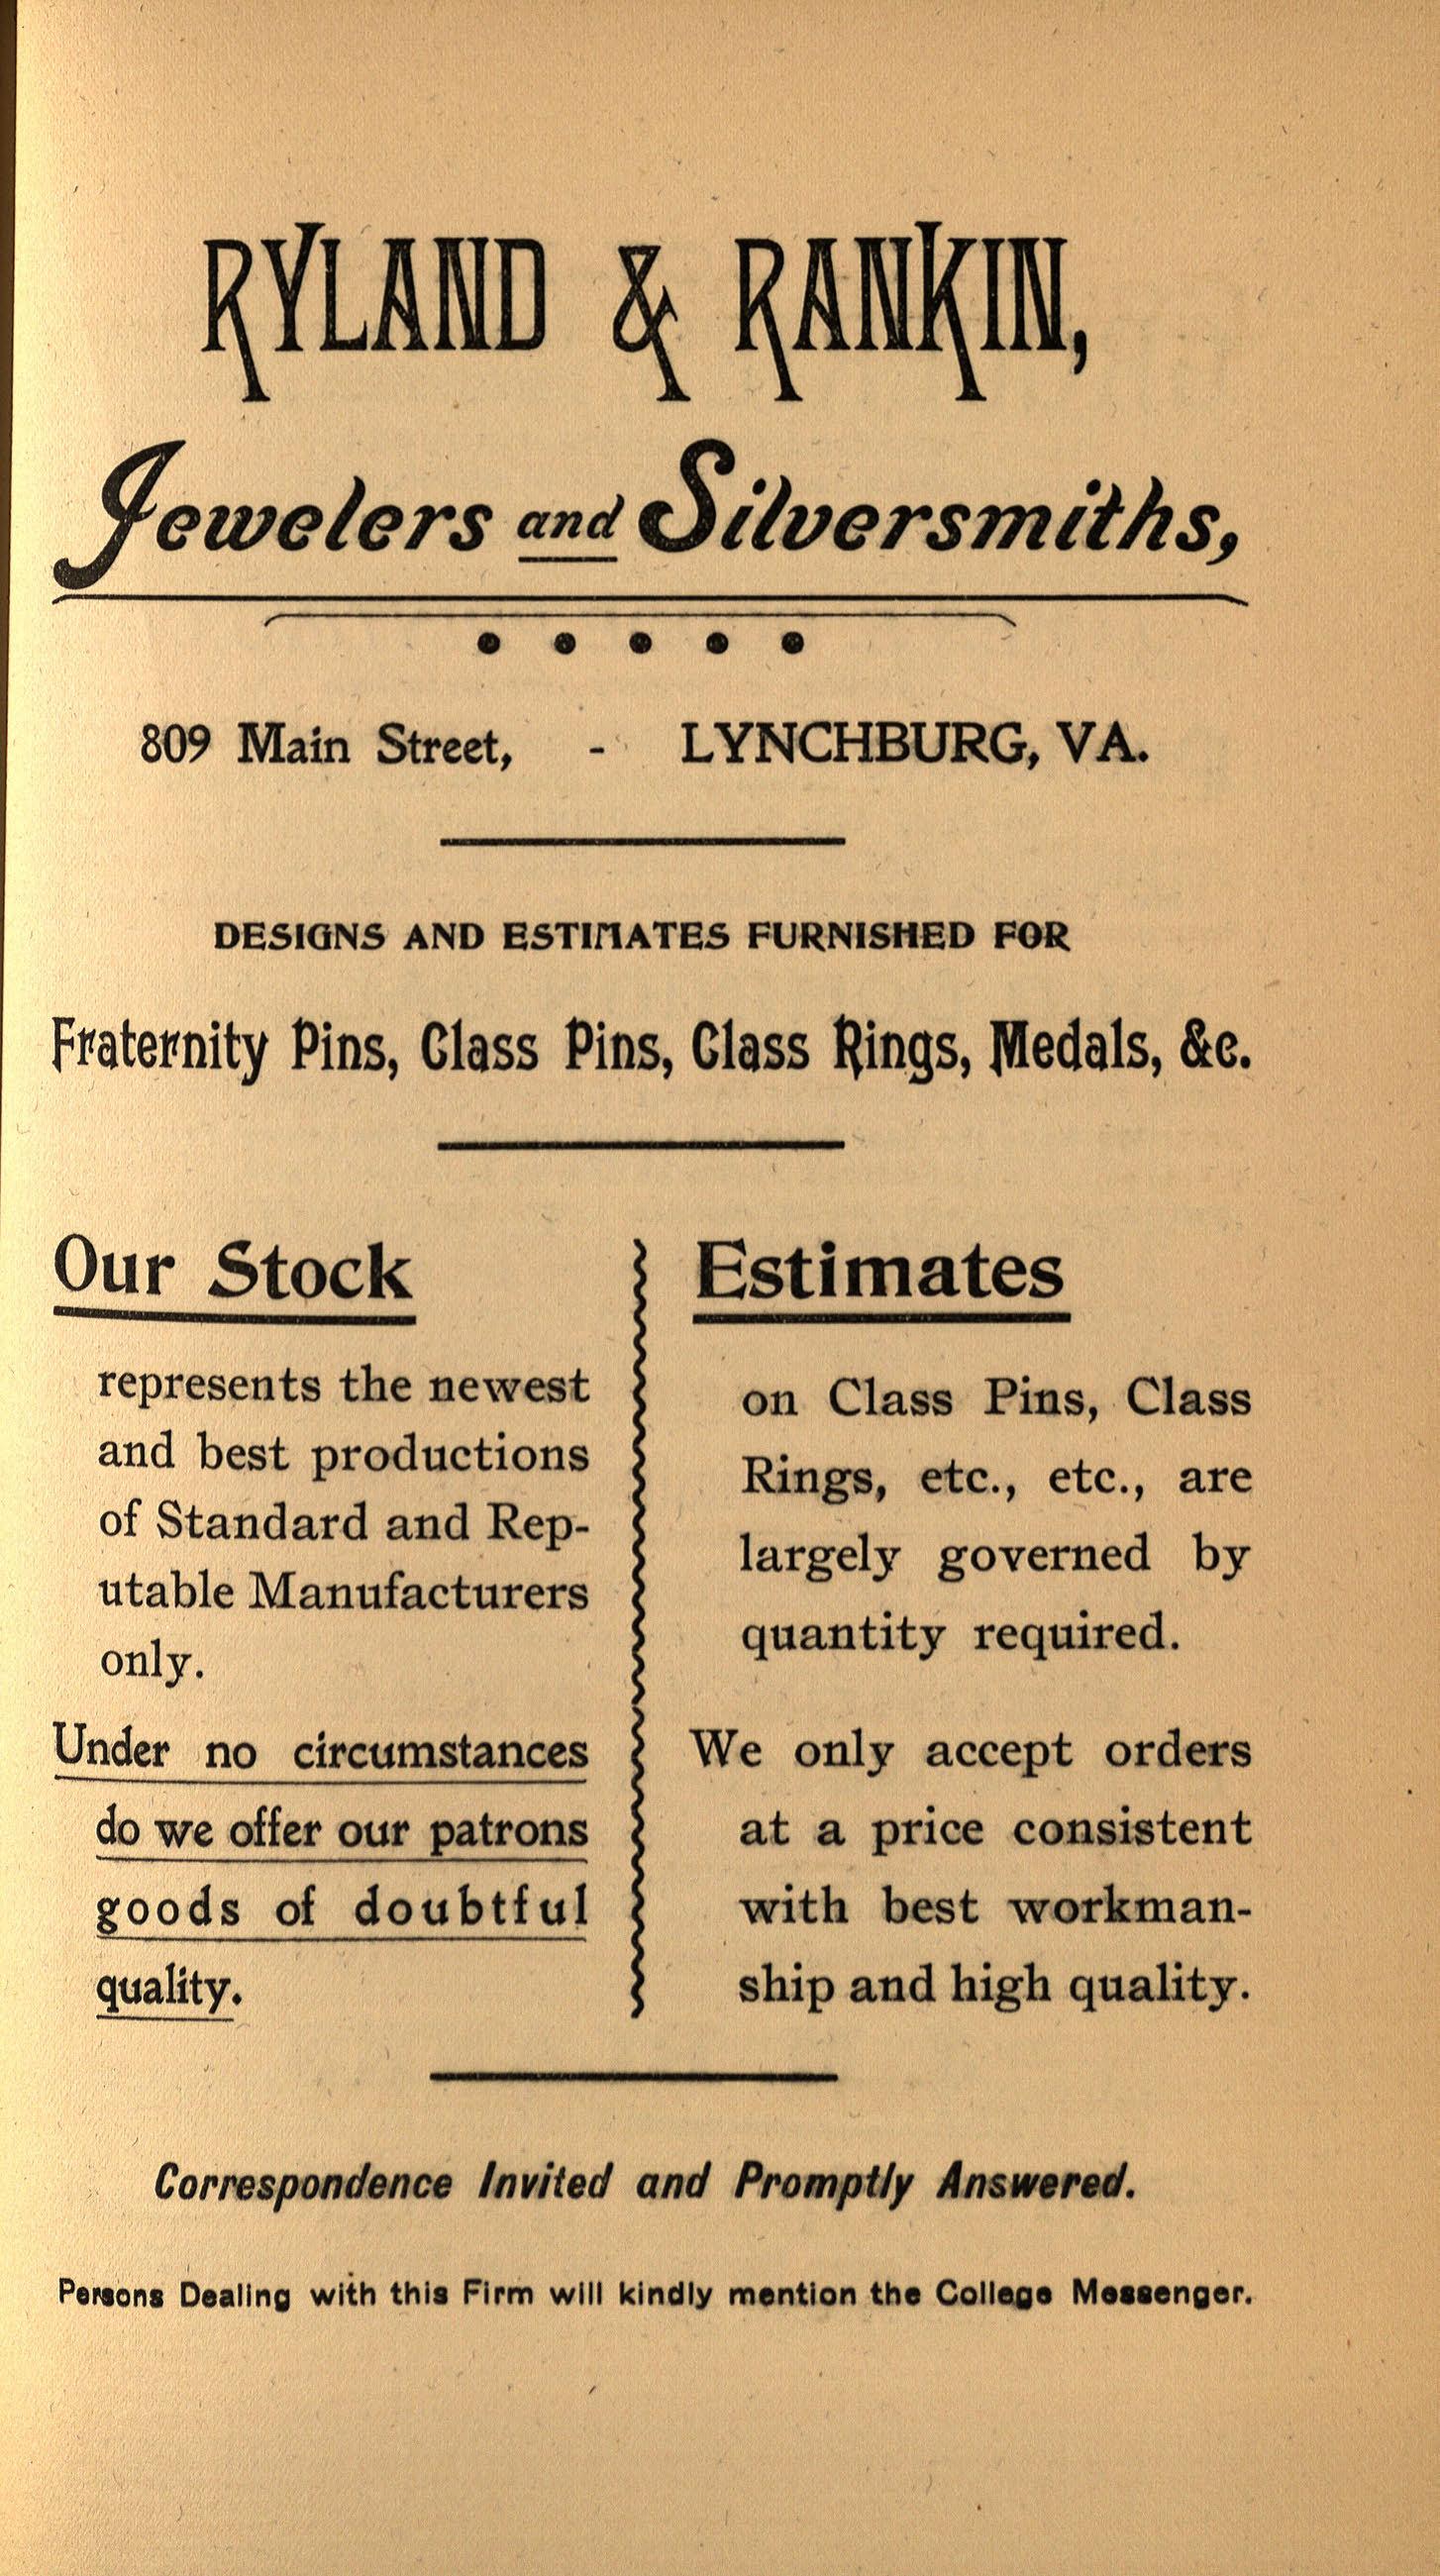 RYLAND & RANKIN,
Jewelers and Silversmiths,
809 Main Street, - LYNCHBURG, VA.
DESIGNS AND ESTIMATES FURNISHED FOR
Fraternity Pins, Class Pins, Class Rings, Medals, &c.
Our Stock
represents the newest
and best productions
of Standard and Rep-
utable Manufacturers
only.
Under no circumstances
do we offer our patrons
goods of doubtful
quality.
Estimates
on Class Pins, Class
Rings, etc., etc., are
largely governed by
quantity required.
We only accept orders
at a price consistent
with best workman-
ship and high quality.
Correspondence Invited and Promptly Answered.
Persons Dealing with this Firm will kindly mention the College Messenger.